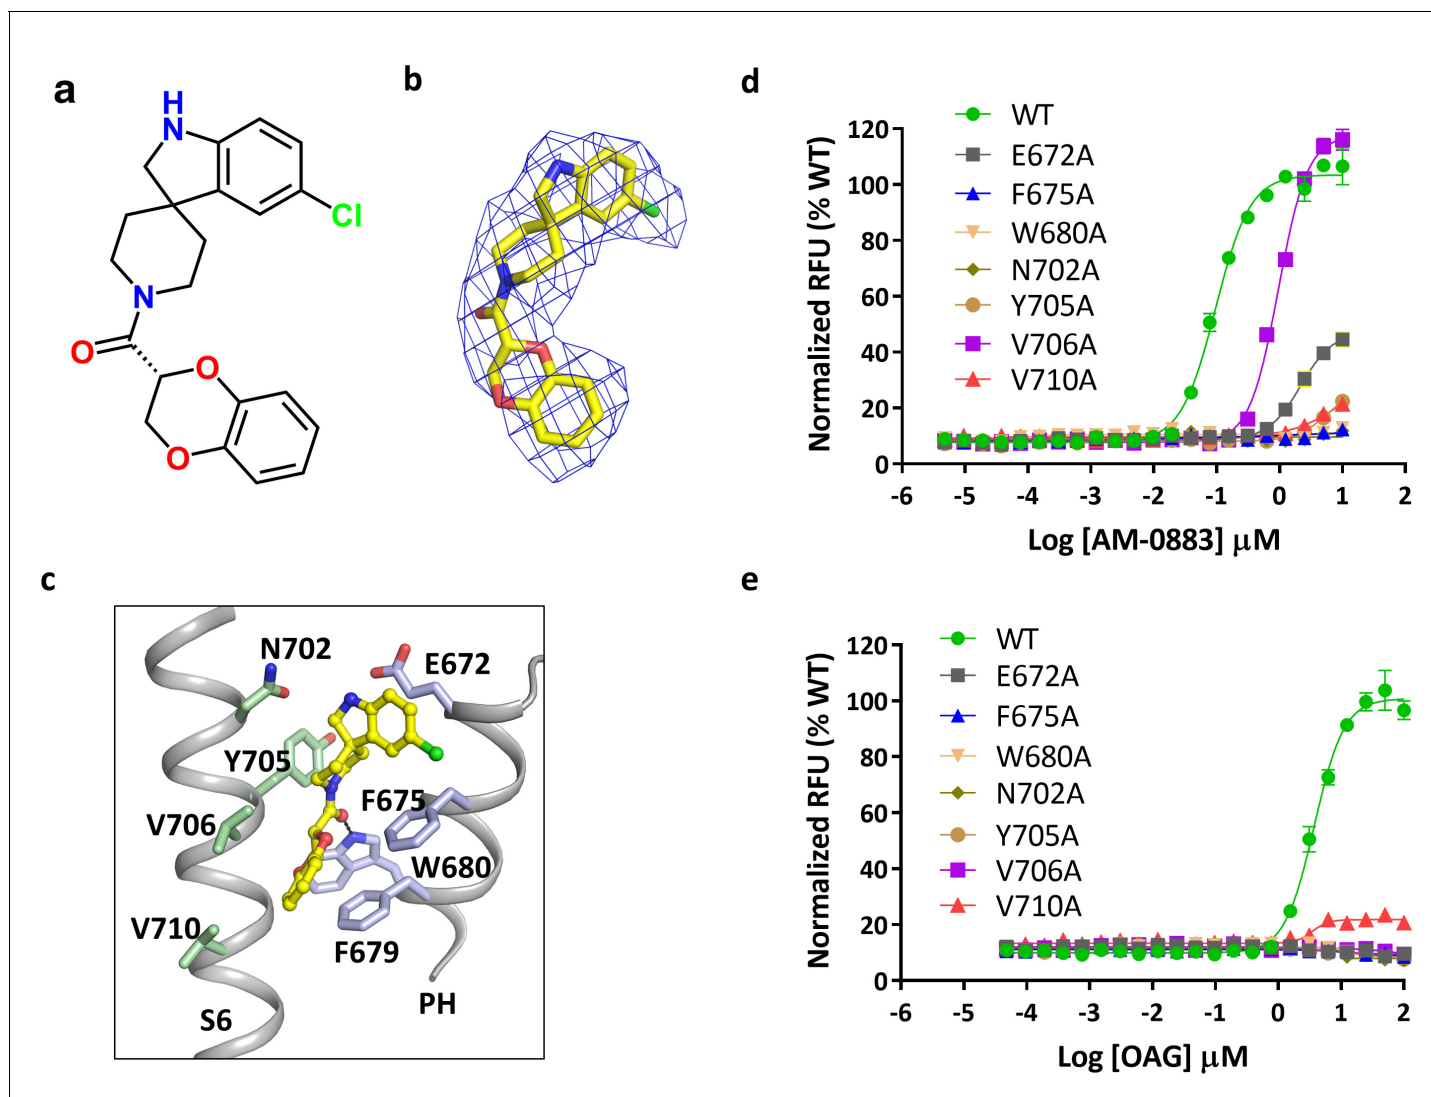 a
H
N
Cl
N
O
O
O
b
c
N702
E672
Y705
F675
V706
W680
V710
F679
PH
S6
d
Normalized RFU (% WT)
120
100
80
60
40
20
0
WT
E672A
F675A
W680A
N702A
Y705A
V706A
V710A
-6 -5 -4 -3 -2 -1 0 1 2
Log [AM-0883] μM
e
Normalized RFU (% WT)
120
100
80
60
40
20
0
WT
E672A
F675A
W680A
N702A
Y705A
V706A
V710A
-6 -5 -4 -3 -2 -1 0 1 2
Log [OAG] μM